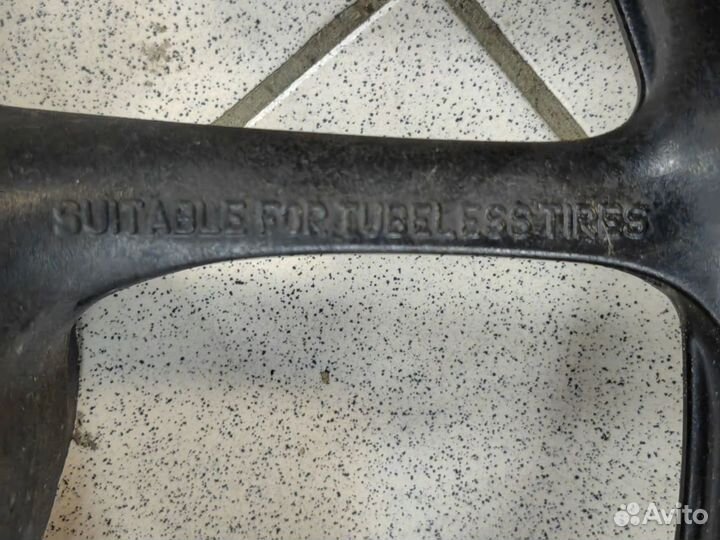 SUITABLE FOR TUBELESS TIRES
Avito